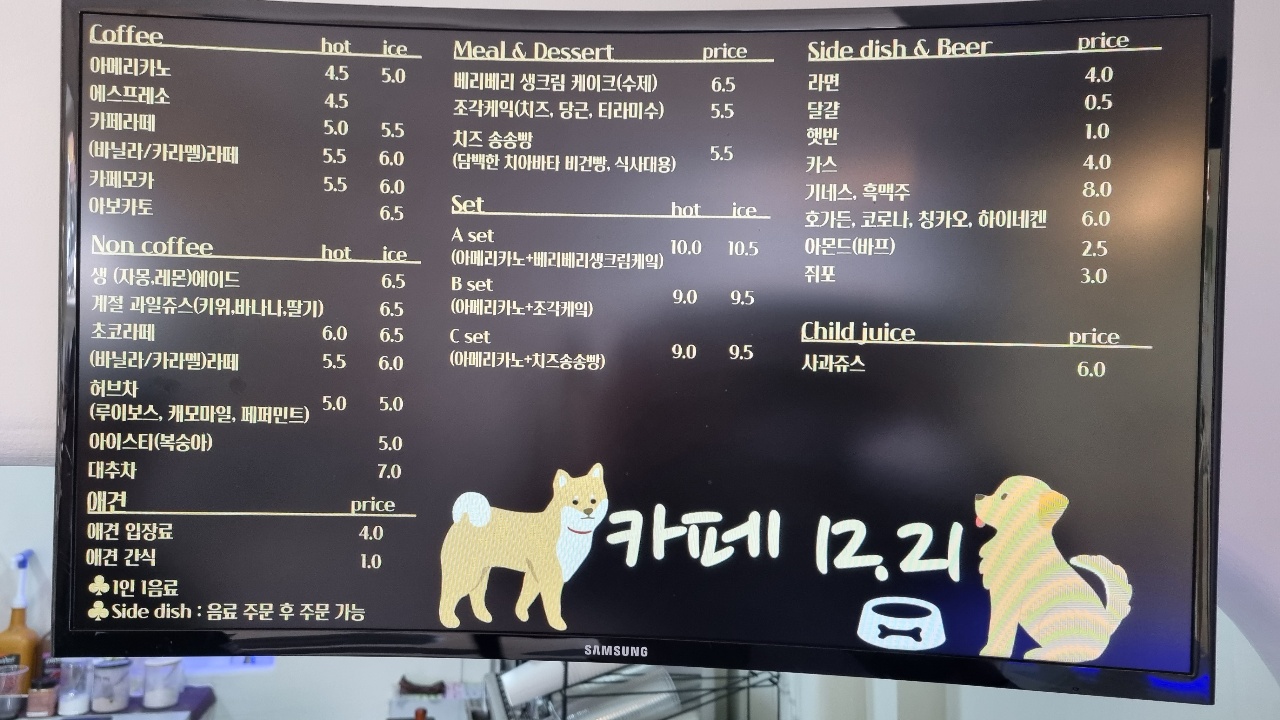 Coffee hot ice
아메리카노 4.5 5.0
에스프레소 4.5
카페라떼 5.0 5.5
(바닐라/카라멜)라떼 5.5 6.0
카페모카 5.5 6.0
아보카토 6.5
Non coffee hot ice
생 (자몽,레몬)에이드 6.5
계절 과일쥬스(키위,바나나,딸기) 6.5
초코라떼 6.0 6.5
(바닐라/카라멜)라떼 5.5 6.0
허브차
(루이보스, 캐모마일, 페퍼민트) 5.0 5.0
아이스티(복숭아) 5.0
대추차 7.0
애견 price
애견 입장료 4.0
애견 간식 1.0
♣1인 1음료
♣Side dish : 음료 주문 후 주문 가능
Meal & Dessert price
베리베리 생크림 케이크(수제) 6.5
조각케익(치즈, 당근, 티라미수) 5.5
치즈 송송빵
(담백한 치아바타 비건빵, 식사대용) 5.5
Set hot ice
A set
(아메리카노+베리베리생크림케익) 10.0 10.5
B set
(아메리카노+조각케익) 9.0 9.5
C set
(아메리카노+치즈송송빵) 9.0 9.5
Side dish & Beer price
라면 4.0
달걀 0.5
햇반 1.0
카스 4.0
기네스, 흑맥주 8.0
호가든, 코로나, 칭카오, 하이네켄 6.0
아몬드(바프) 2.5
쥐포 3.0
Child juice price
사과쥬스 6.0
카페 12.21
SAMSUNG